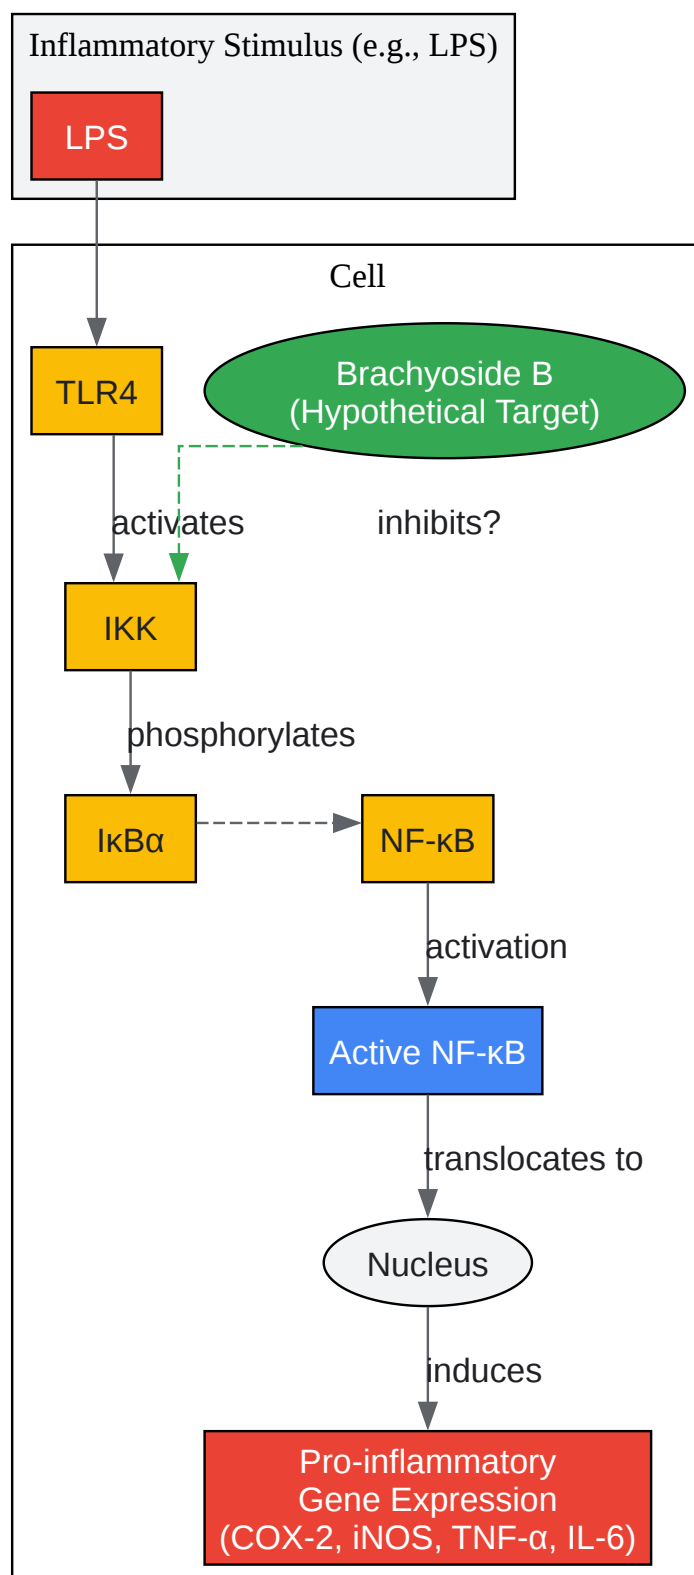 Inflammatory Stimulus (e.g., LPS)
LPS
Cell
TLR4
Brachyoside B
(Hypothetical Target)
activates
inhibits?
IKK
phosphorylates
IκBα
NF-κB
activation
Active NF-κB
translocates to
Nucleus
induces
Pro-inflammatory
Gene Expression
(COX-2, iNOS, TNF-α, IL-6)